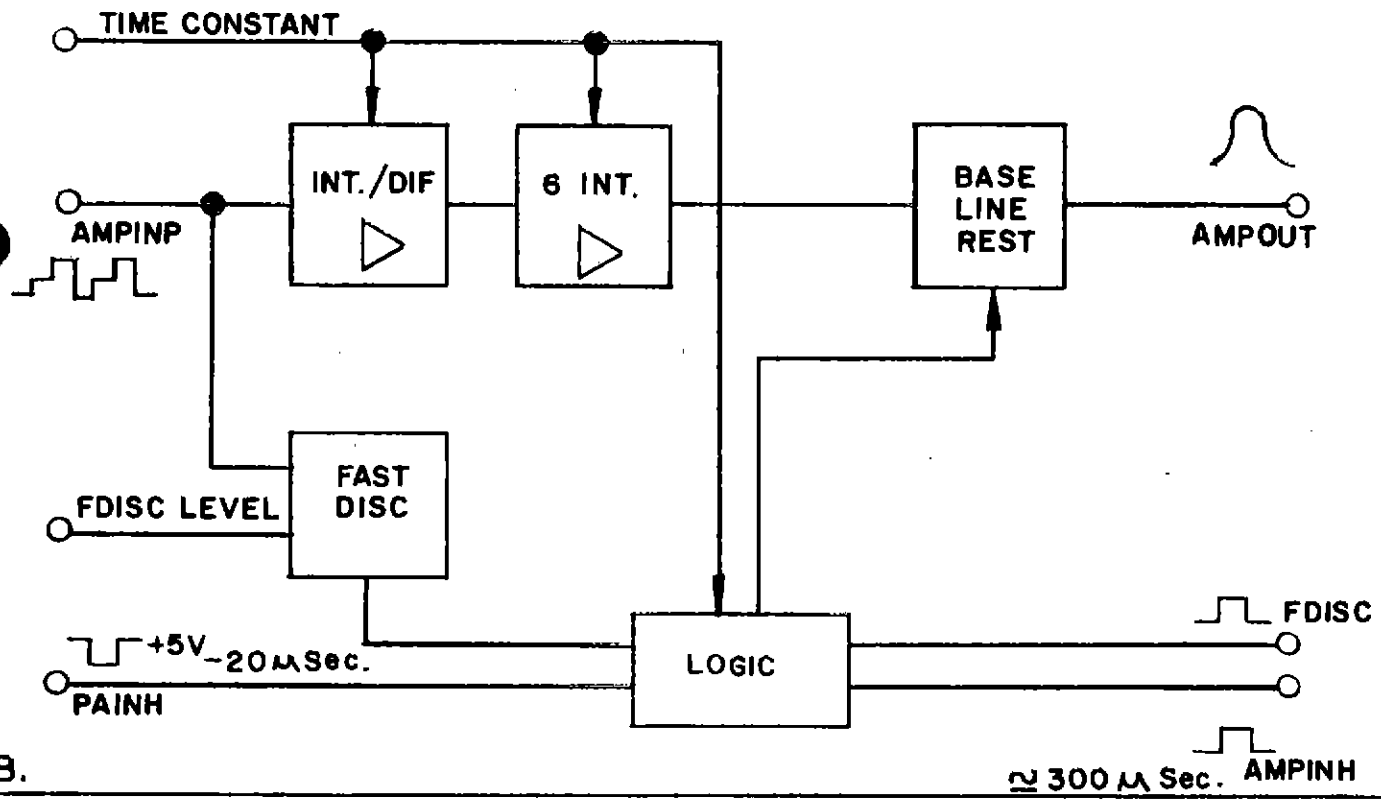 TIME CONSTANT
INT./DIF
6 INT.
BASE
LINE
REST
AMPINP
AMPOUT
FAST
DISC
FDISC LEVEL
+5V
~20 μSec.
PAINH
LOGIC
FDISC
AMPINH
≈ 300 μ Sec.
B.